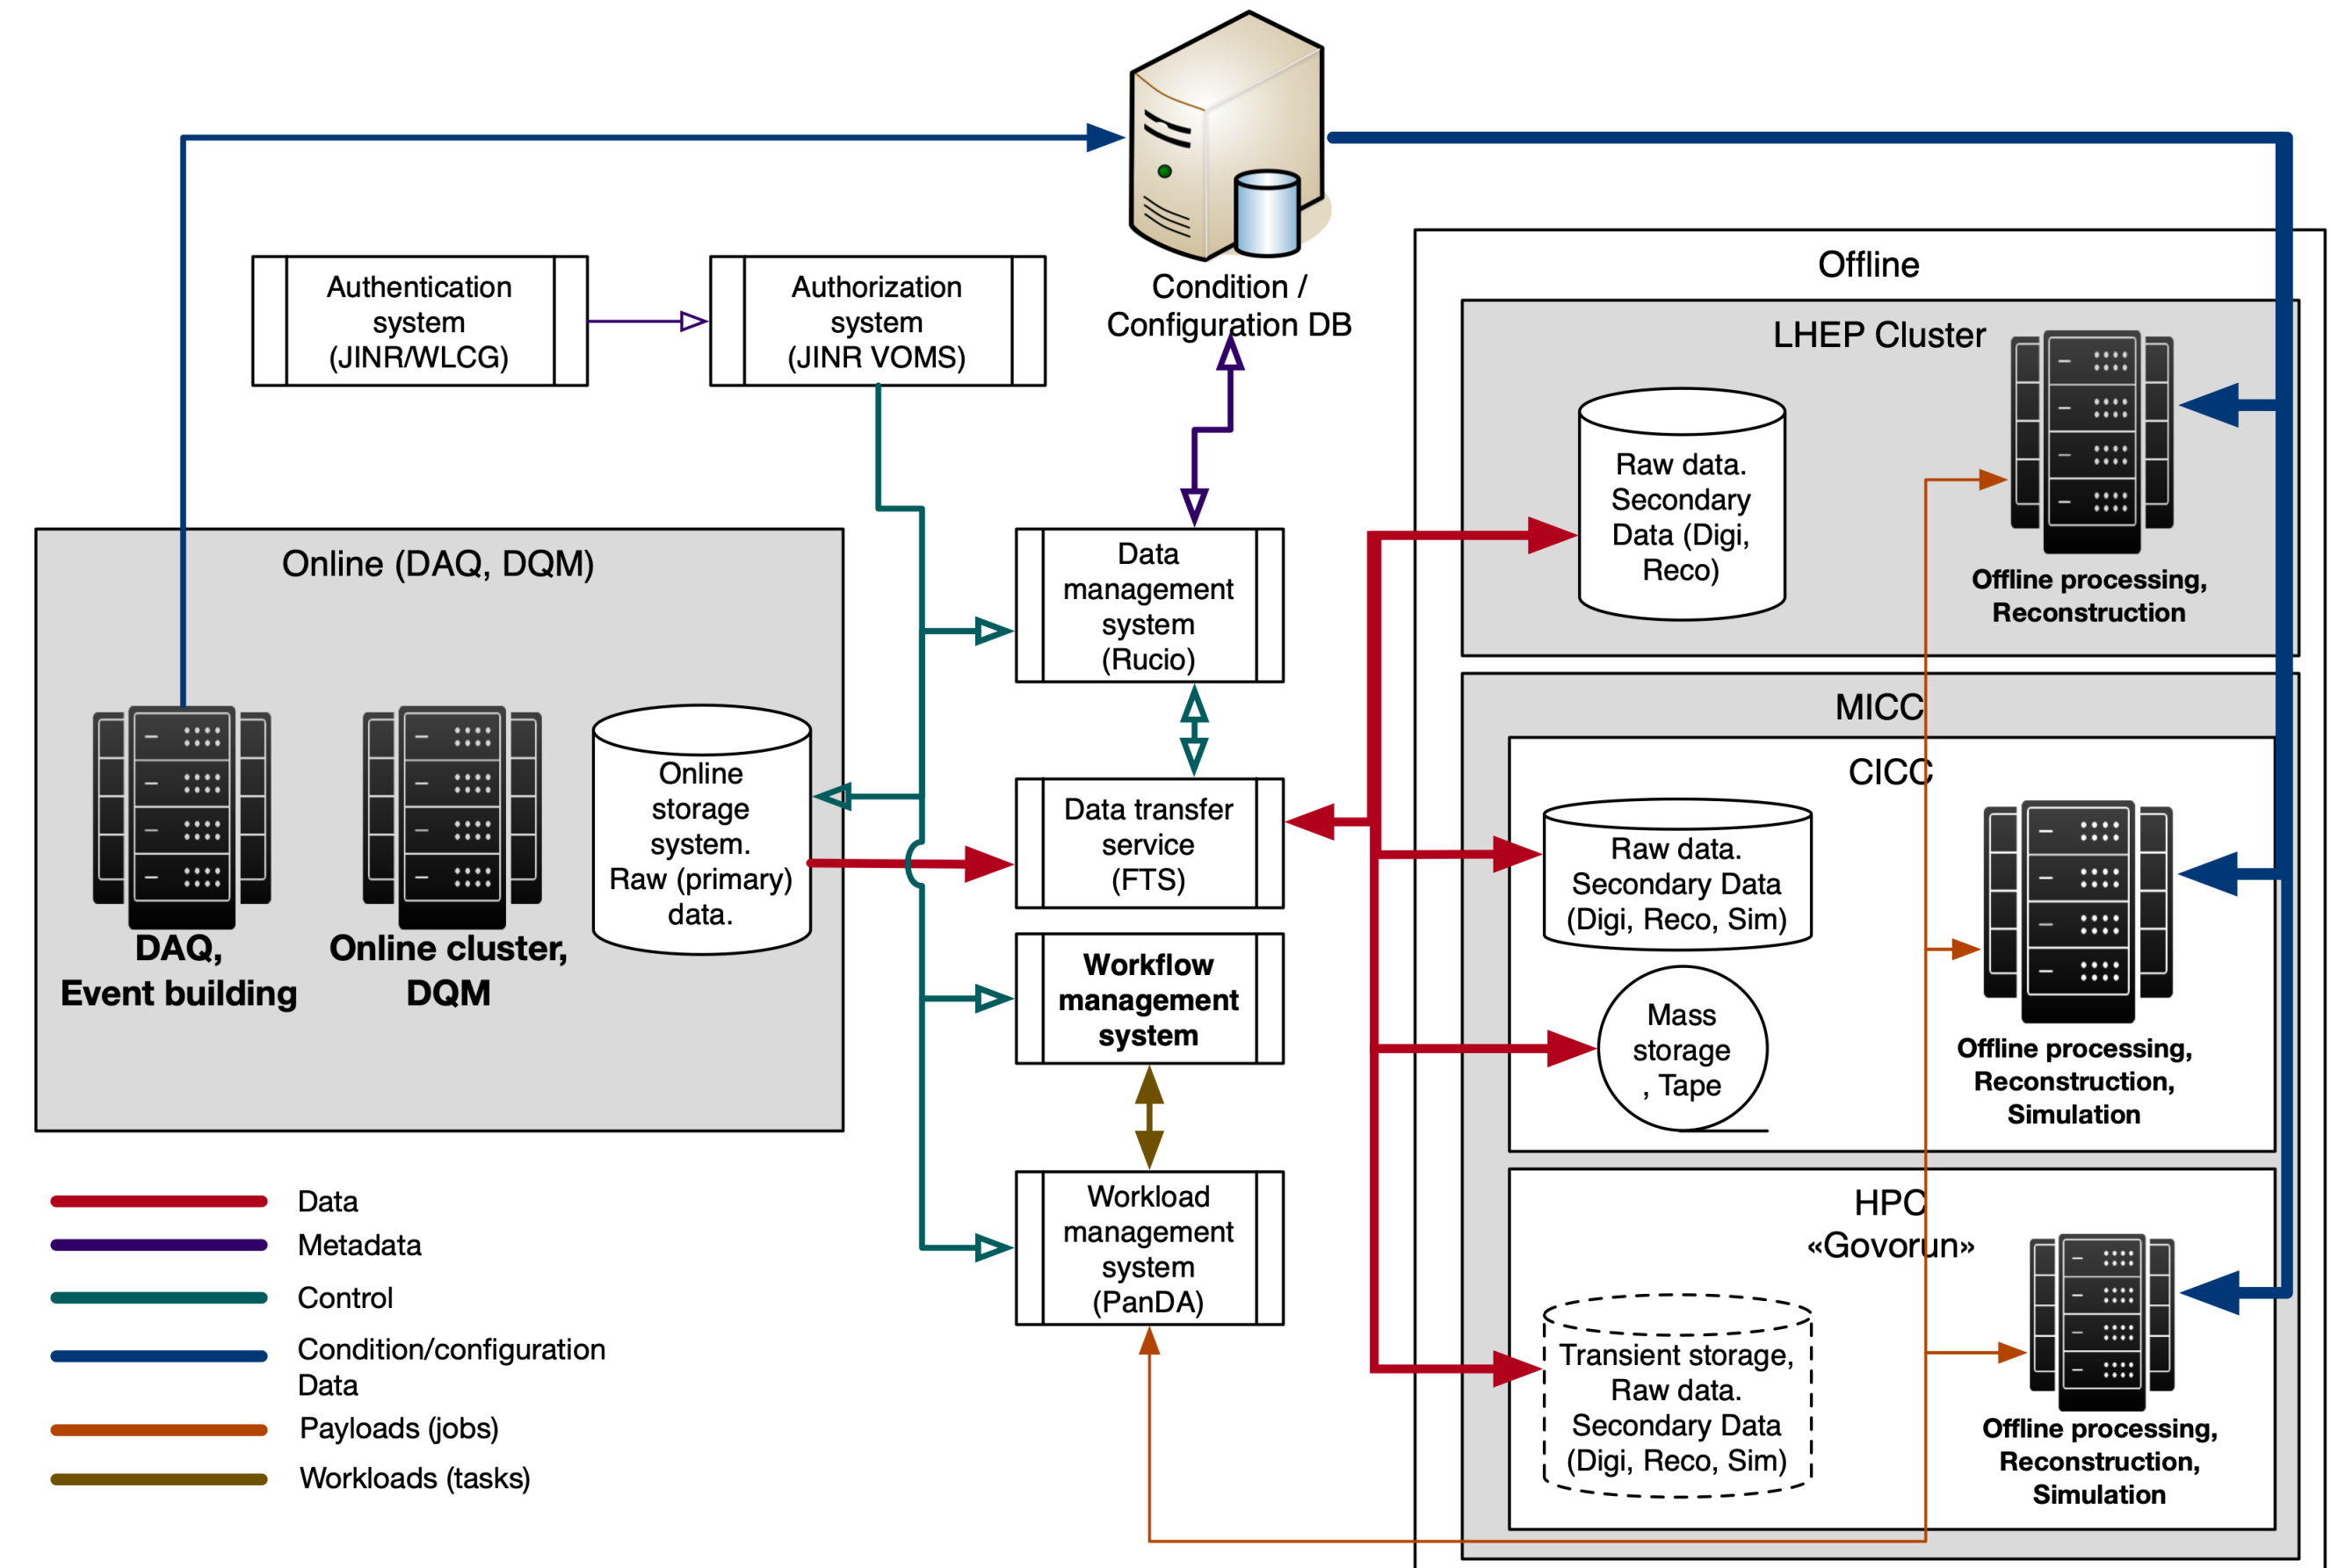 Condition /
Configuration DB
Authentication
system
(JINR/WLCG)
Authorization
system
(JINR VOMS)
Online (DAQ, DQM)
DAQ,
Event building
Online cluster,
DQM
Online
storage
system.
Raw (primary)
data.
Data
management
system
(Rucio)
Data transfer
service
(FTS)
Workflow
management
system
Workload
management
system
(PanDA)
Offline
LHEP Cluster
Raw data.
Secondary
Data (Digi,
Reco)
Offline processing,
Reconstruction
MICC
CICC
Raw data.
Secondary Data
(Digi, Reco, Sim)
Mass
storage
, Tape
Offline processing,
Reconstruction,
Simulation
HPC
«Govorun»
Transient storage,
Raw data.
Secondary Data
(Digi, Reco, Sim)
Offline processing,
Reconstruction,
Simulation
Data
Metadata
Control
Condition/configuration
Data
Payloads (jobs)
Workloads (tasks)